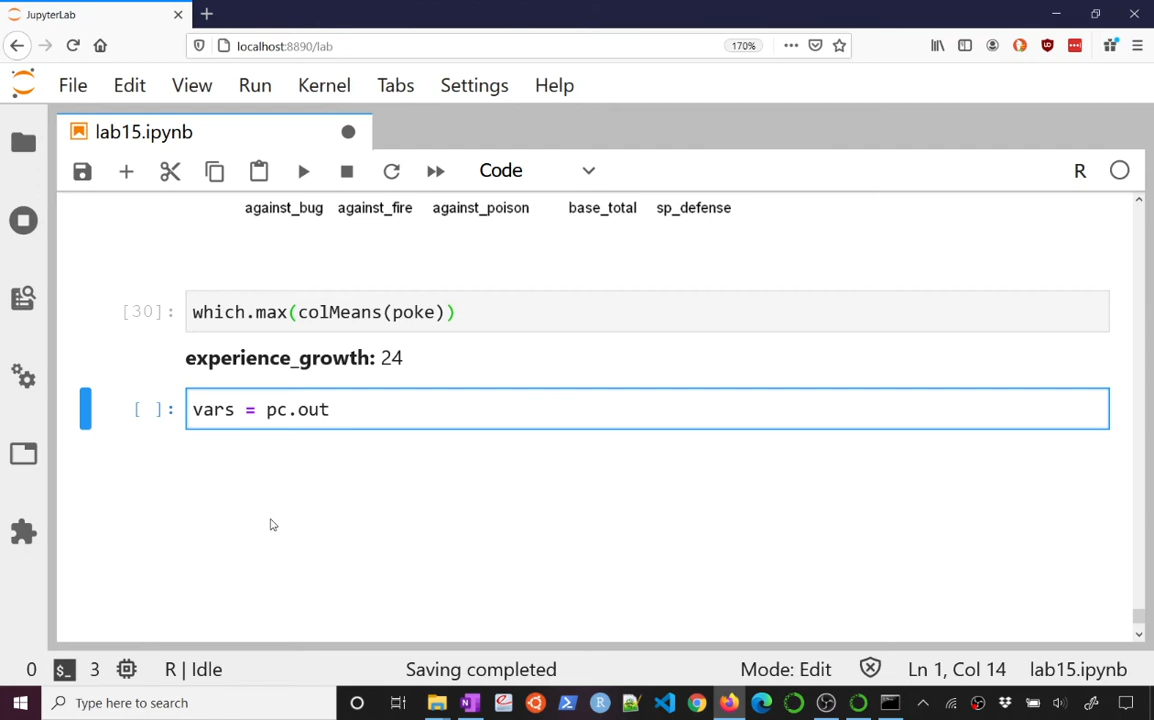 JupyterLab
localhost:8890/lab
170%
File Edit View Run Kernel Tabs Settings Help
lab15.ipynb
Code
R
against_bug against_fire against_poison base_total sp_defense
[30]: which.max(colMeans(poke))
experience_growth: 24
[ ]: vars = pc.out
0 $_ 3 R | Idle Saving completed Mode: Edit Ln 1, Col 14 lab15.ipynb
Type here to search